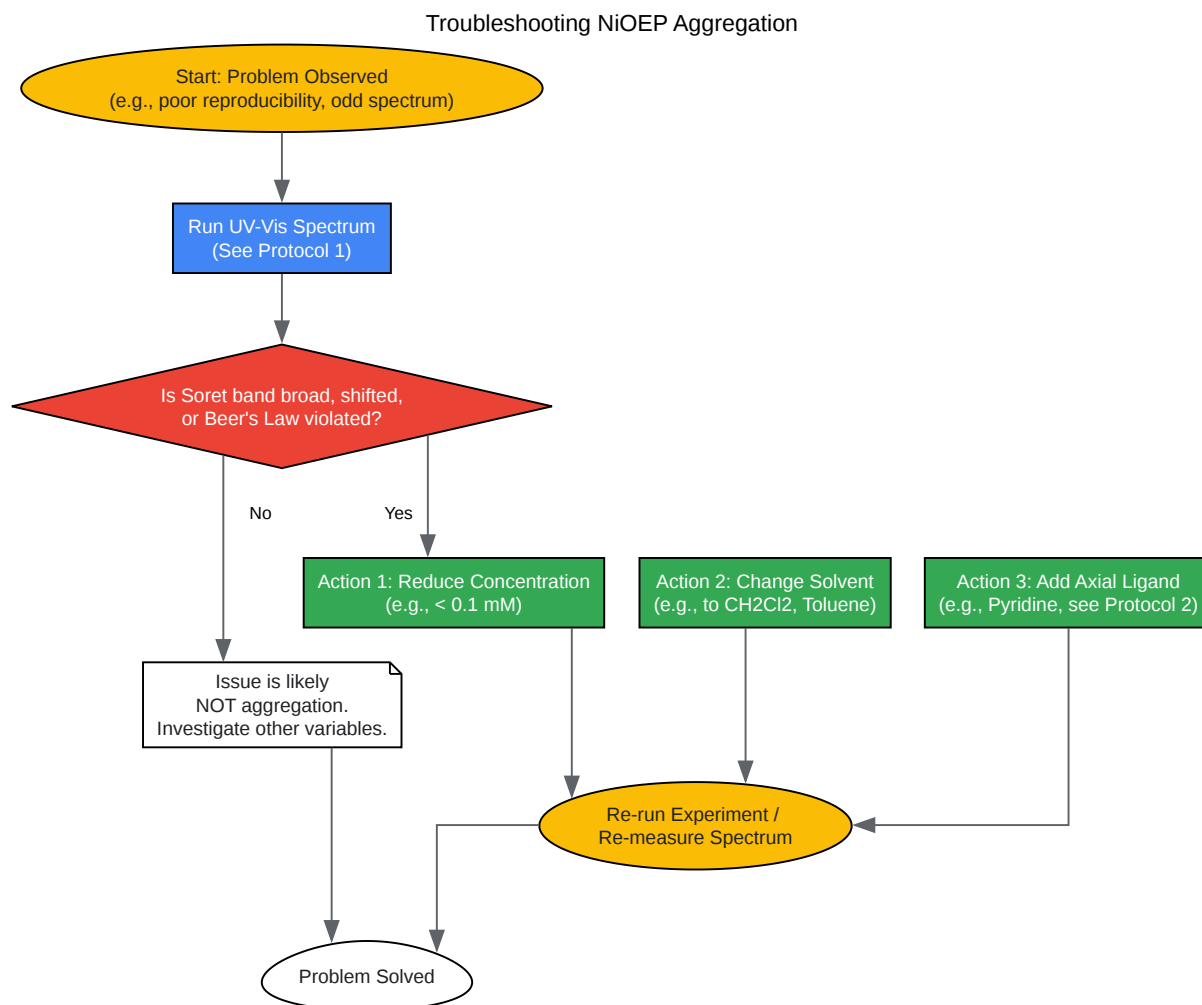 Troubleshooting NiOEP Aggregation
Start: Problem Observed
(e.g., poor reproducibility, odd spectrum)
Run UV-Vis Spectrum
(See Protocol 1)
Is Soret band broad, shifted,
or Beer's Law violated?
No
Yes
Action 1: Reduce Concentration
(e.g., < 0.1 mM)
Action 2: Change Solvent
(e.g., to CH2Cl2, Toluene)
Action 3: Add Axial Ligand
(e.g., Pyridine, see Protocol 2)
Issue is likely
NOT aggregation.
Investigate other variables.
Re-run Experiment /
Re-measure Spectrum
Problem Solved